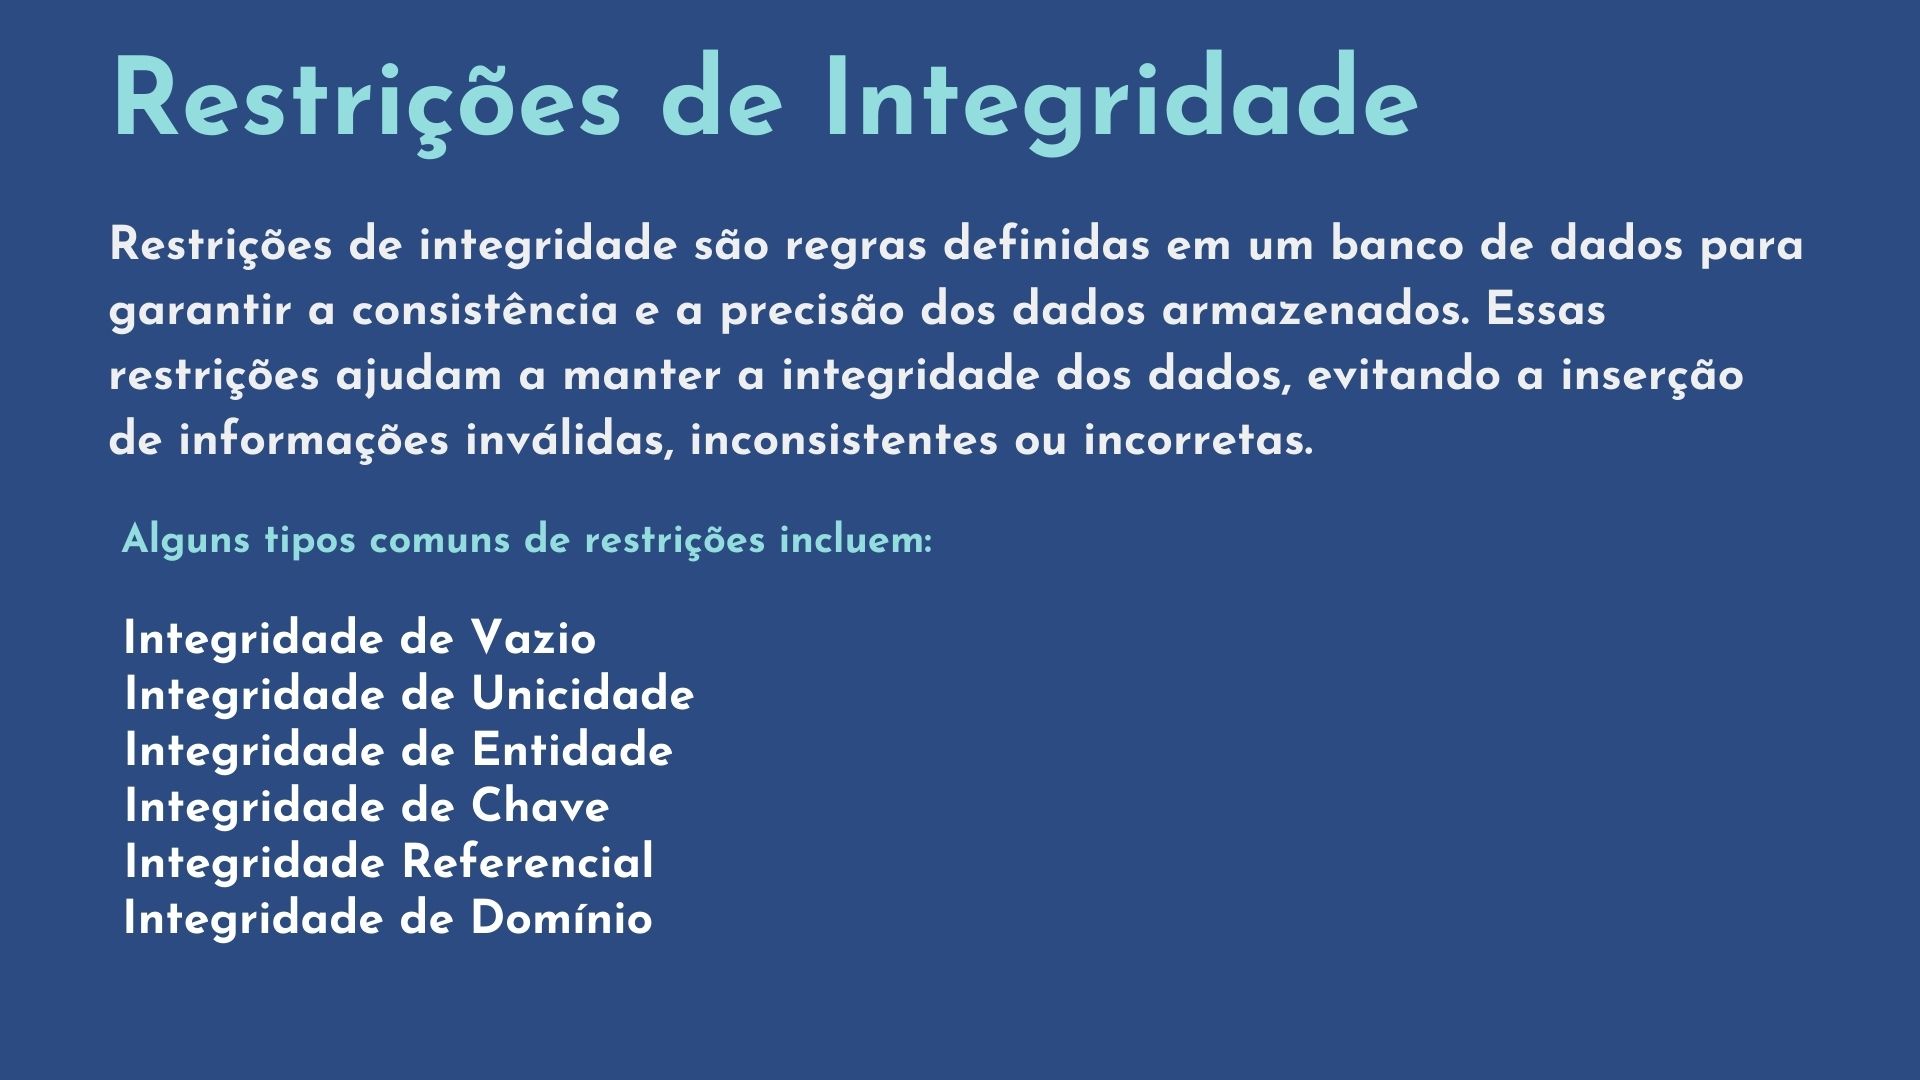 Restrições de Integridade
Restrições de integridade são regras definidas em um banco de dados para
garantir a consistência e a precisão dos dados armazenados. Essas
restrições ajudam a manter a integridade dos dados, evitando a inserção
de informações inválidas, inconsistentes ou incorretas.
Alguns tipos comuns de restrições incluem:
Integridade de Vazio
Integridade de Unicidade
Integridade de Entidade
Integridade de Chave
Integridade Referencial
Integridade de Domínio